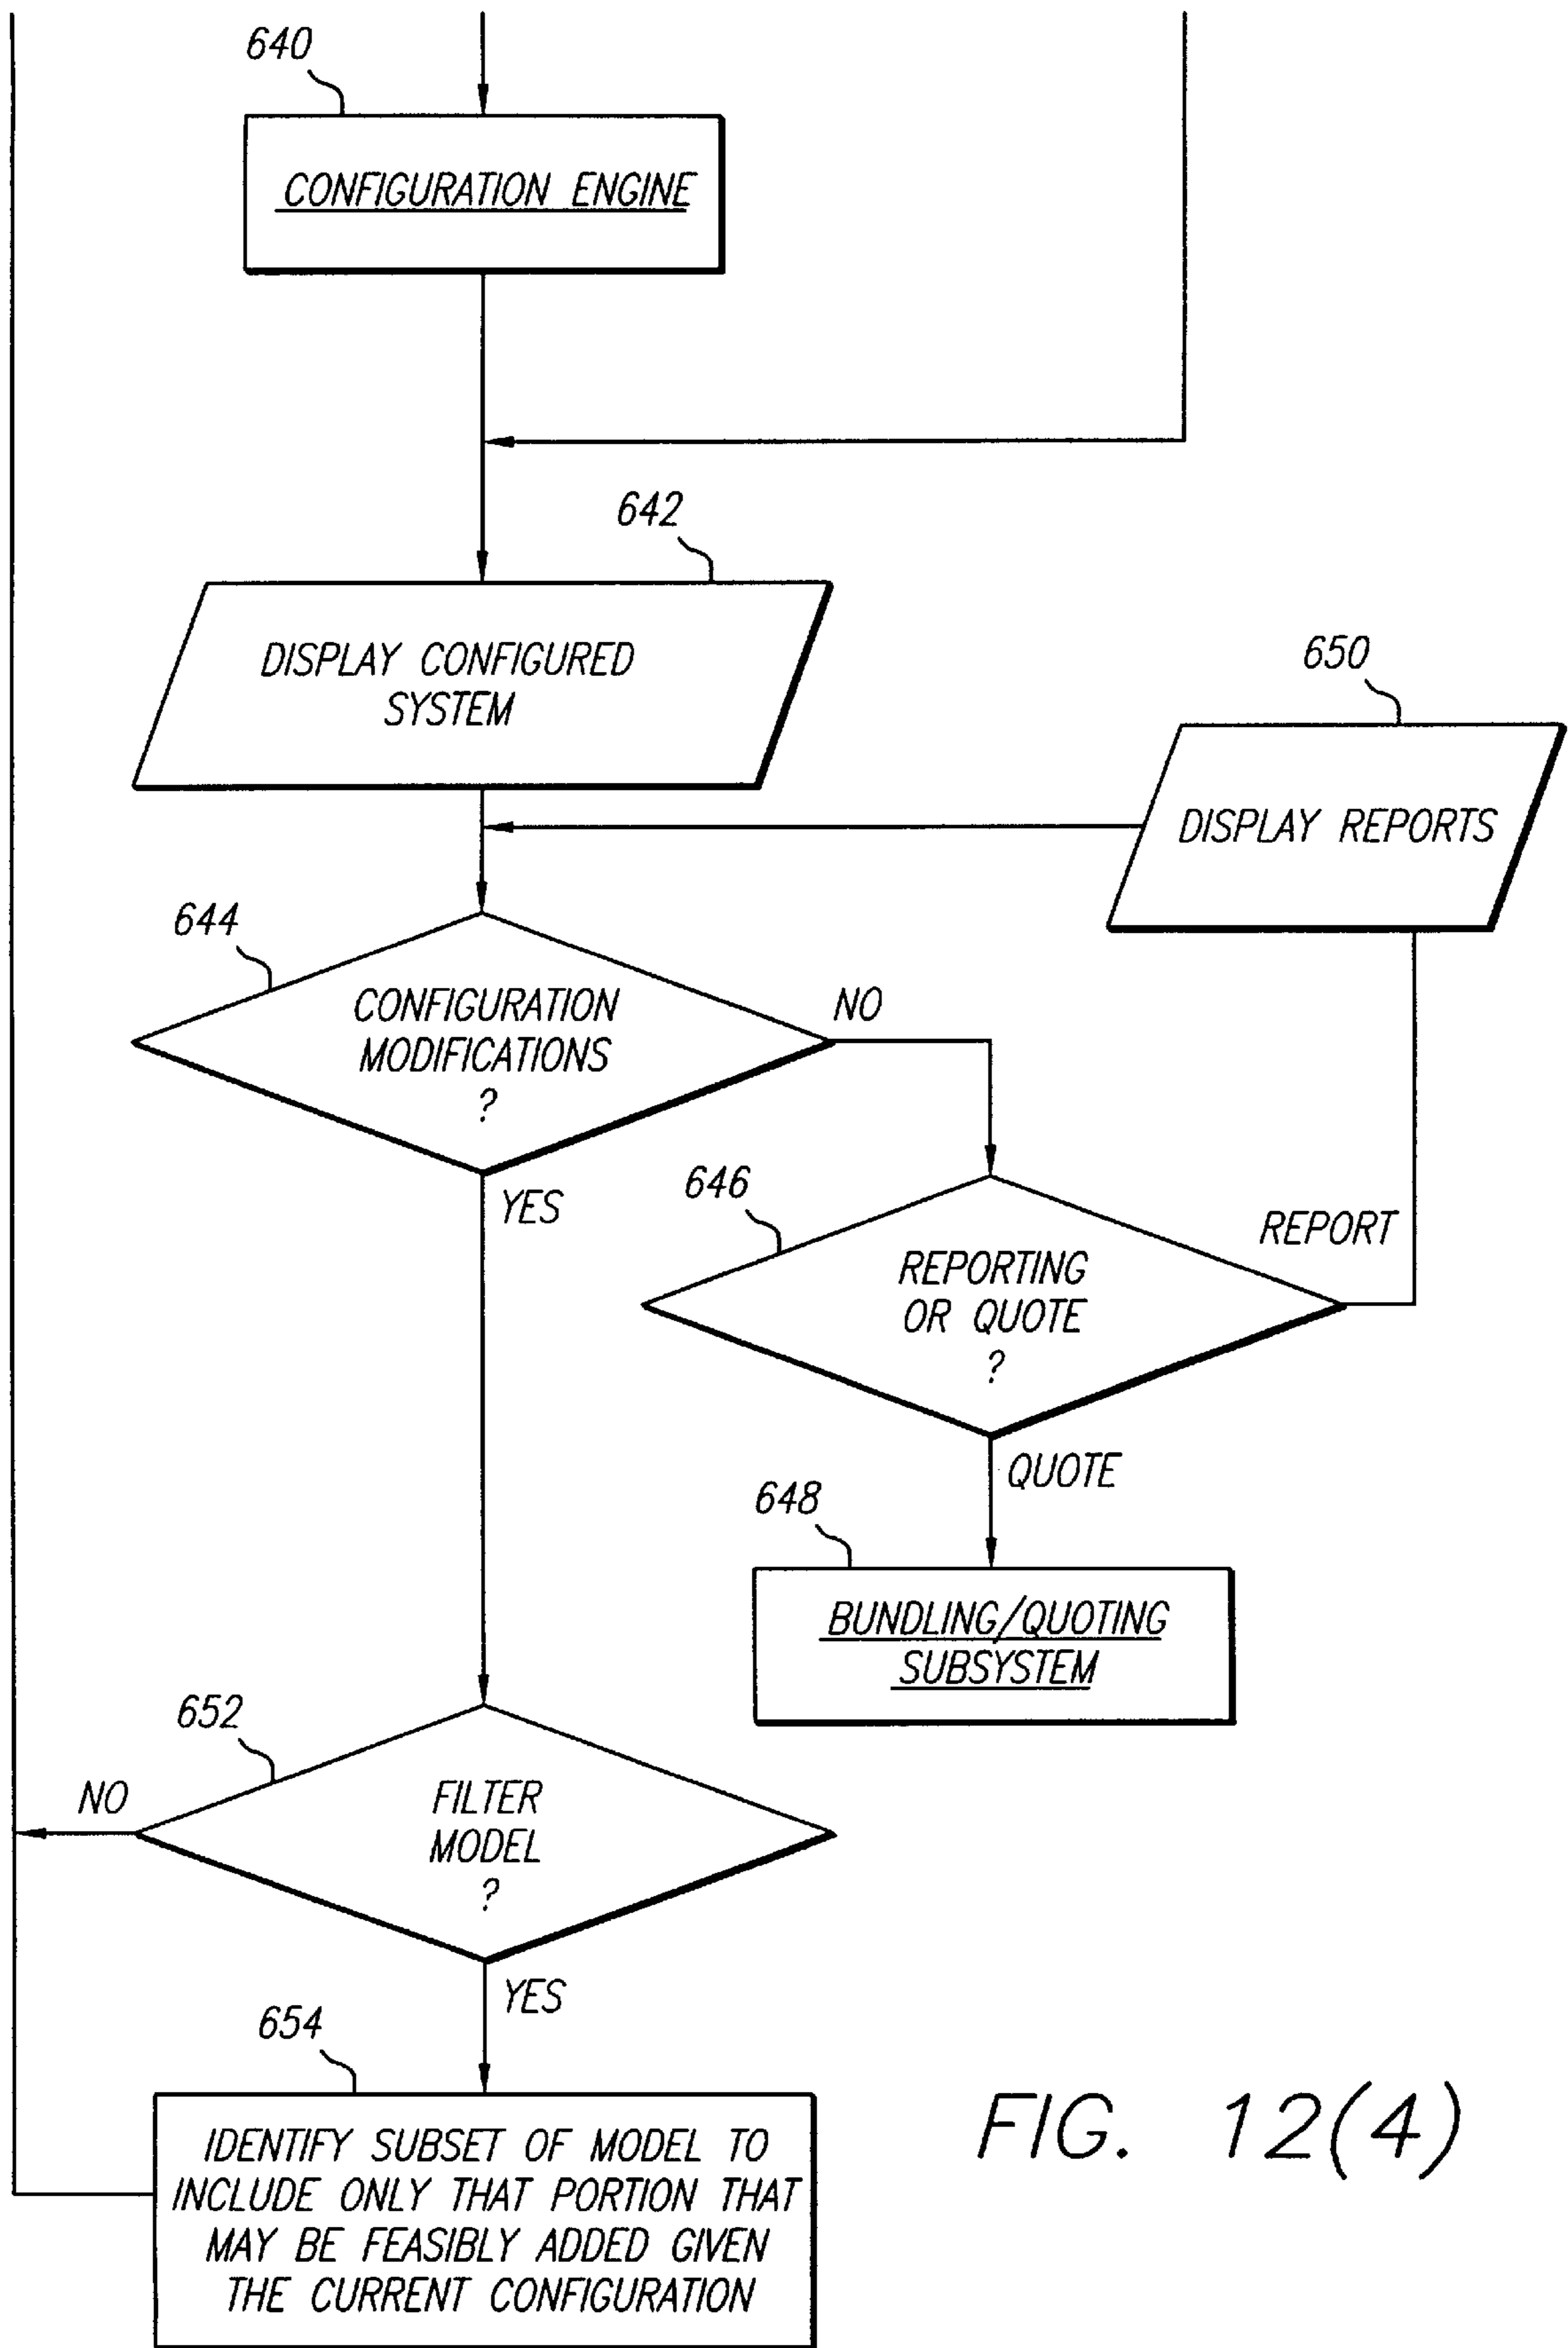 640
CONFIGURATION ENGINE
642
DISPLAY CONFIGURED
SYSTEM
650
DISPLAY REPORTS
644
CONFIGURATION
MODIFICATIONS
?
NO
YES
646
REPORTING
OR QUOTE
?
REPORT
QUOTE
648
BUNDLING/QUOTING
SUBSYSTEM
652
NO
FILTER
MODEL
?
YES
654
IDENTIFY SUBSET OF MODEL TO
INCLUDE ONLY THAT PORTION THAT
MAY BE FEASIBLY ADDED GIVEN
THE CURRENT CONFIGURATION
FIG. 12(4)